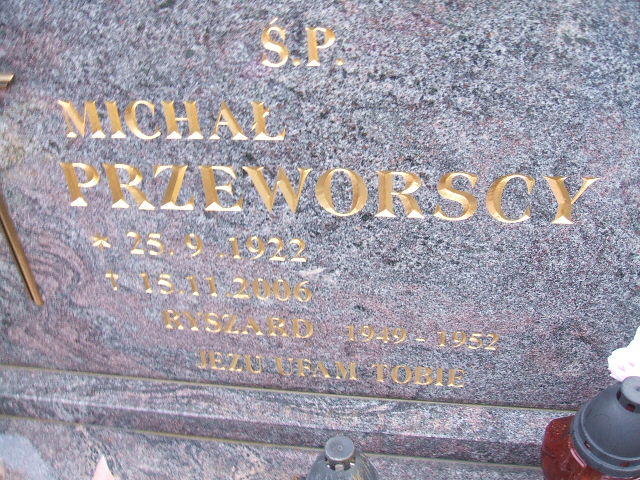 Ś.P.
MICHAŁ
PRZEWORSCY
* 25.9.1922
† 15.11.2006
RYSZARD 1949 - 1952
JEZU UFAM TOBIE